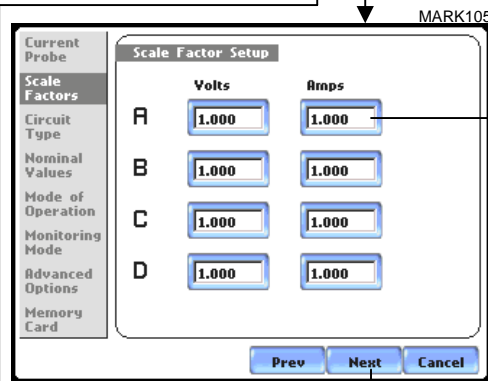 MARK105
Current
Probe
Scale
Factors
Circuit
Type
Nominal
Values
Mode of
Operation
Monitoring
Mode
Advanced
Options
Memory
Card
Scale Factor Setup
Volts Amps
A 1.000 1.000
B 1.000 1.000
C 1.000 1.000
D 1.000 1.000
Prev Next Cancel